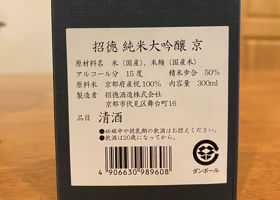 招德 純米大吟醸 京
原材料名 米(国産)、米麹(国産米)
アルコール分 15度 精米歩合 50%
原料米 京都府産祝100% 内容量 300ml
製造者 招德酒造株式会社
京都市伏見区舞台町16
品目 清酒
●妊娠中や授乳期の飲酒はお控えください。
●飲酒は20歳になってから。
4 906630 989608
ダンボール